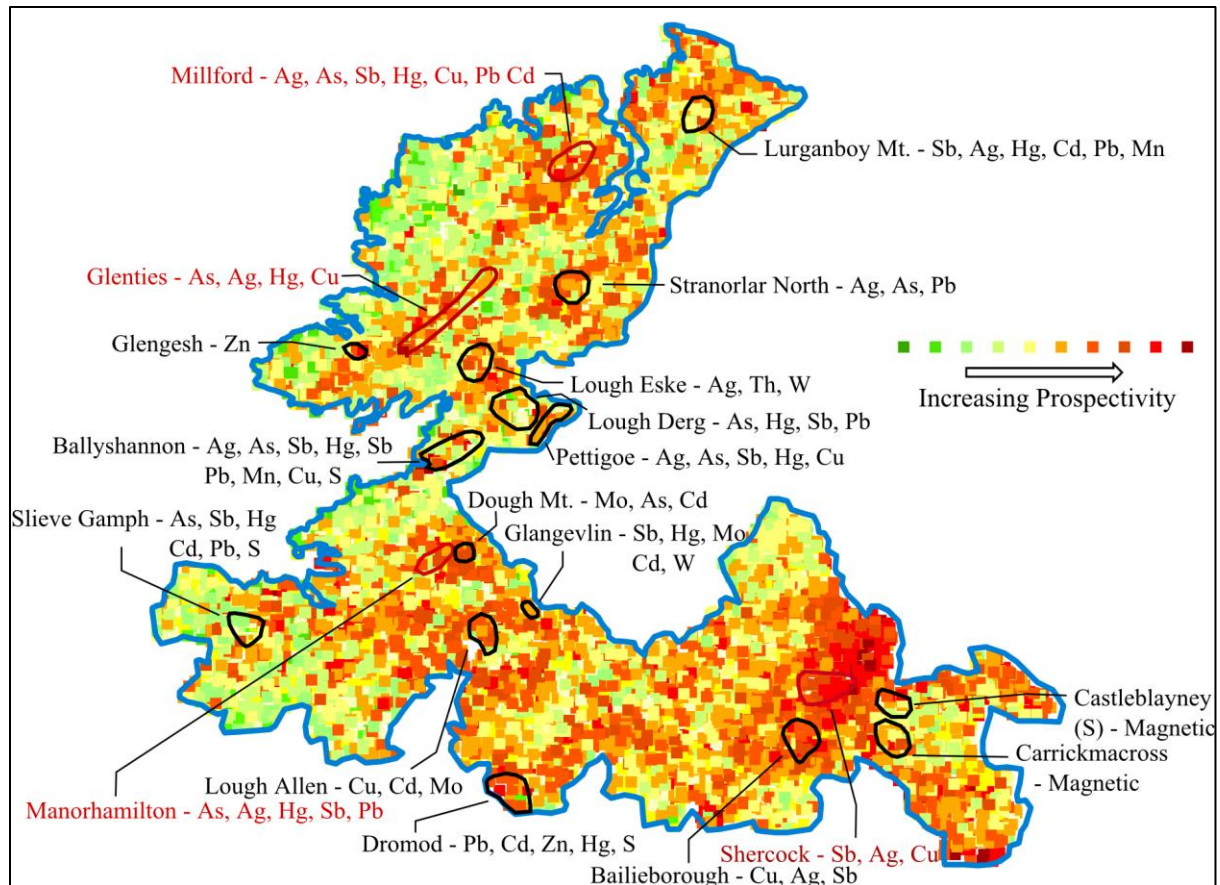 Millford - Ag, As, Sb, Hg, Cu, Pb Cd
Lurganboy Mt. - Sb, Ag, Hg, Cd, Pb, Mn
Glenties - As, Ag, Hg, Cu
Stranorlar North - Ag, As, Pb
Glengesh - Zn
Increasing Prospectivity
Lough Eske - Ag, Th, W
Lough Derg - As, Hg, Sb, Pb
Pettigoe - Ag, As, Sb, Hg, Cu
Ballyshannon - Ag, As, Sb, Hg, Sb
Pb, Mn, Cu, S
Dough Mt. - Mo, As, Cd
Glangevlin - Sb, Hg, Mo
Cd, W
Slieve Gamph - As, Sb, Hg
Cd, Pb, S
Castleblayney
(S) - Magnetic
Carrickmacross
- Magnetic
Lough Allen - Cu, Cd, Mo
Manorhamilton - As, Ag, Hg, Sb, Pb
Dromod - Pb, Cd, Zn, Hg, S
Shercock - Sb, Ag, Cu
Bailieborough - Cu, Ag, Sb